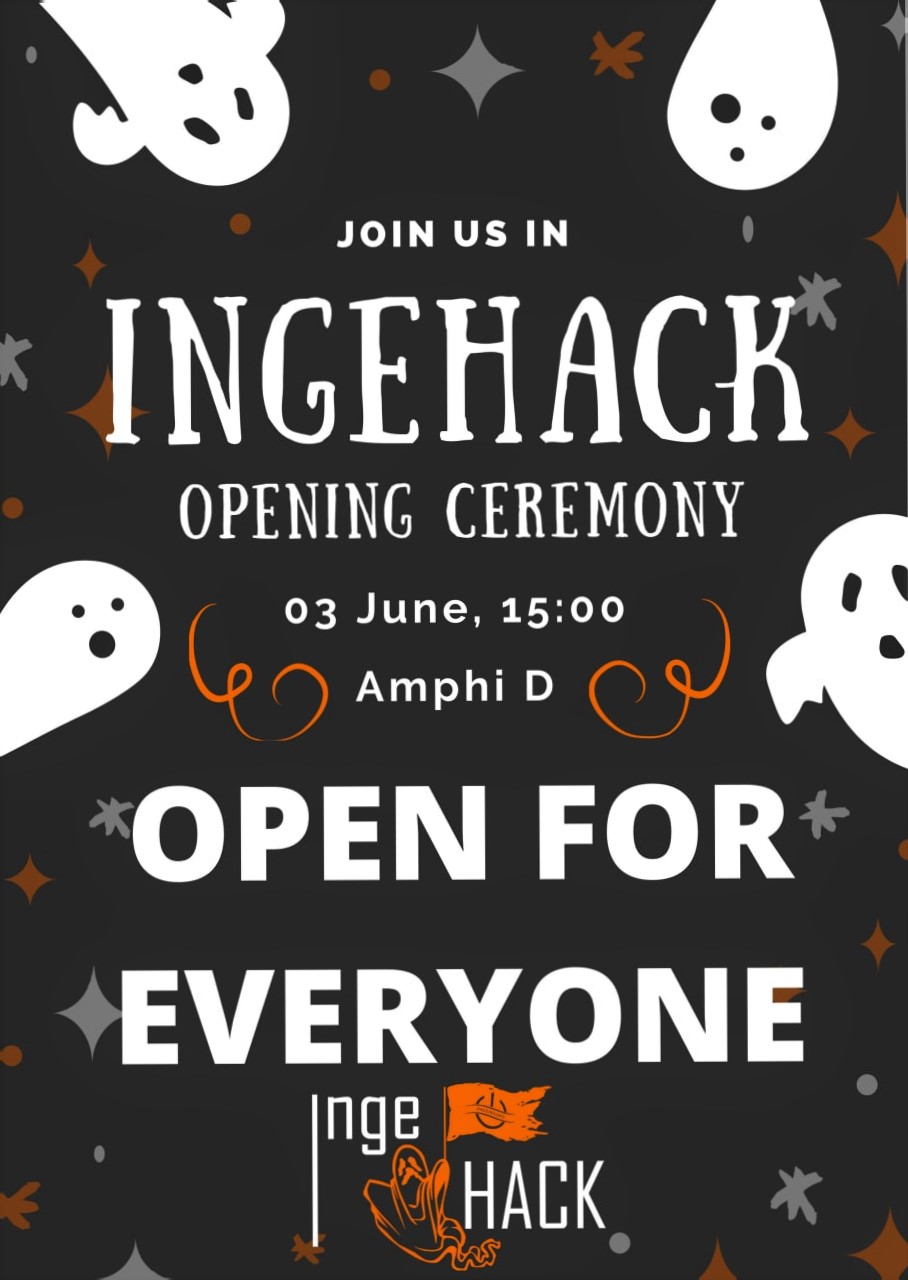 JOIN US IN
INGEHACK
OPENING CEREMONY
03 June, 15:00
Amphi D
OPEN FOR
EVERYONE
Inge
HACK